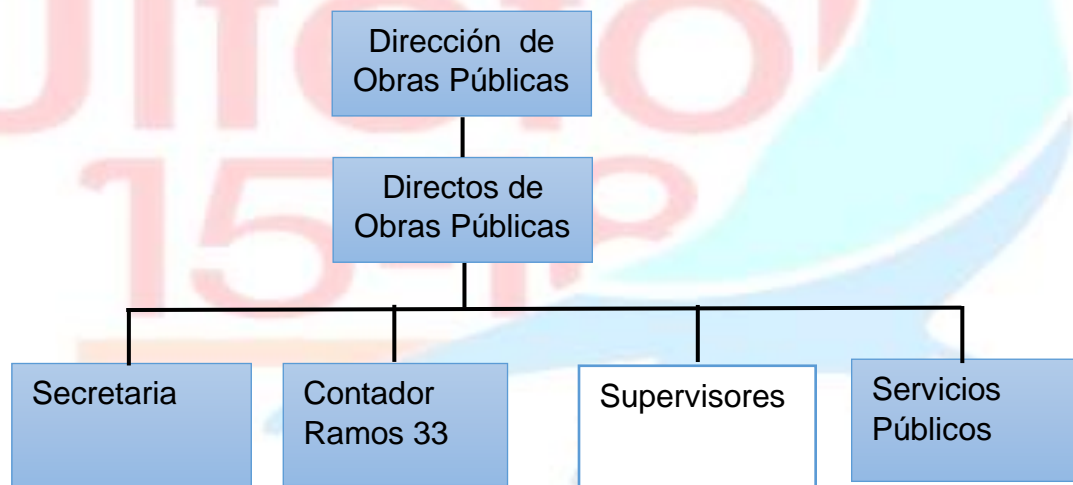 Dirección de
Obras Públicas
Directos de
Obras Públicas
Secretaria
Contador
Ramos 33
Supervisores
Servicios
Públicos